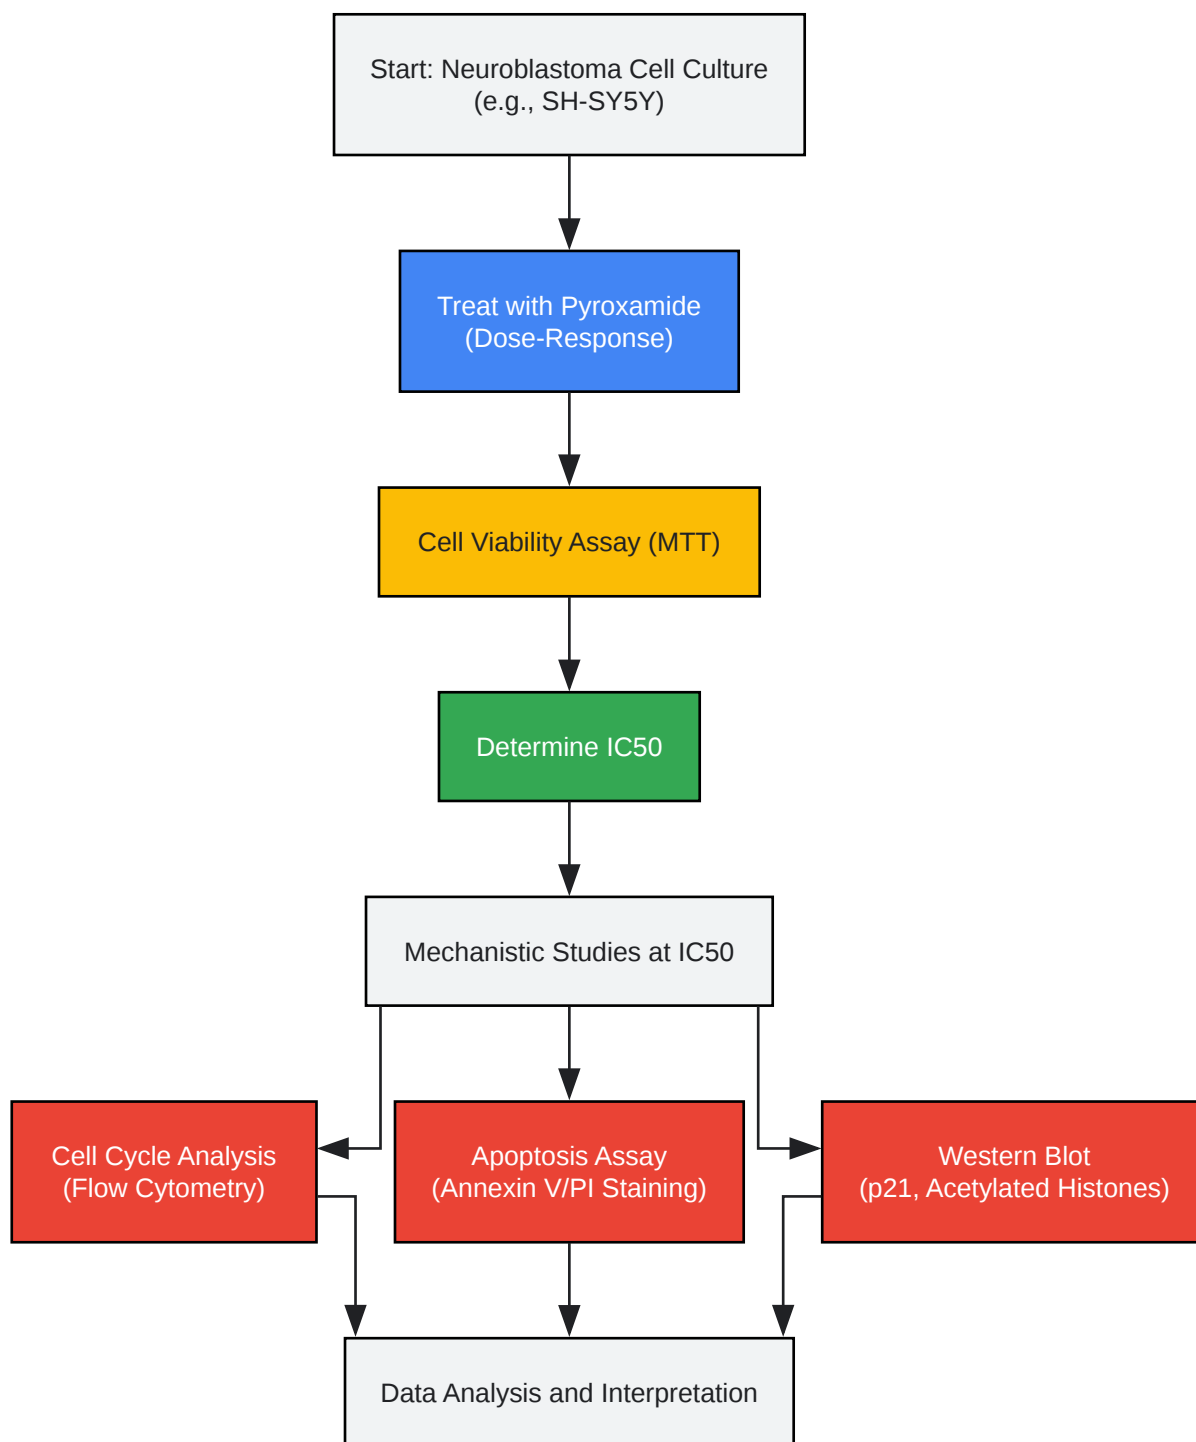 Start: Neuroblastoma Cell Culture
(e.g., SH-SY5Y)
Treat with Pyroxamide
(Dose-Response)
Cell Viability Assay (MTT)
Determine IC50
Mechanistic Studies at IC50
Cell Cycle Analysis
(Flow Cytometry)
Apoptosis Assay
(Annexin V/PI Staining)
Western Blot
(p21, Acetylated Histones)
Data Analysis and Interpretation